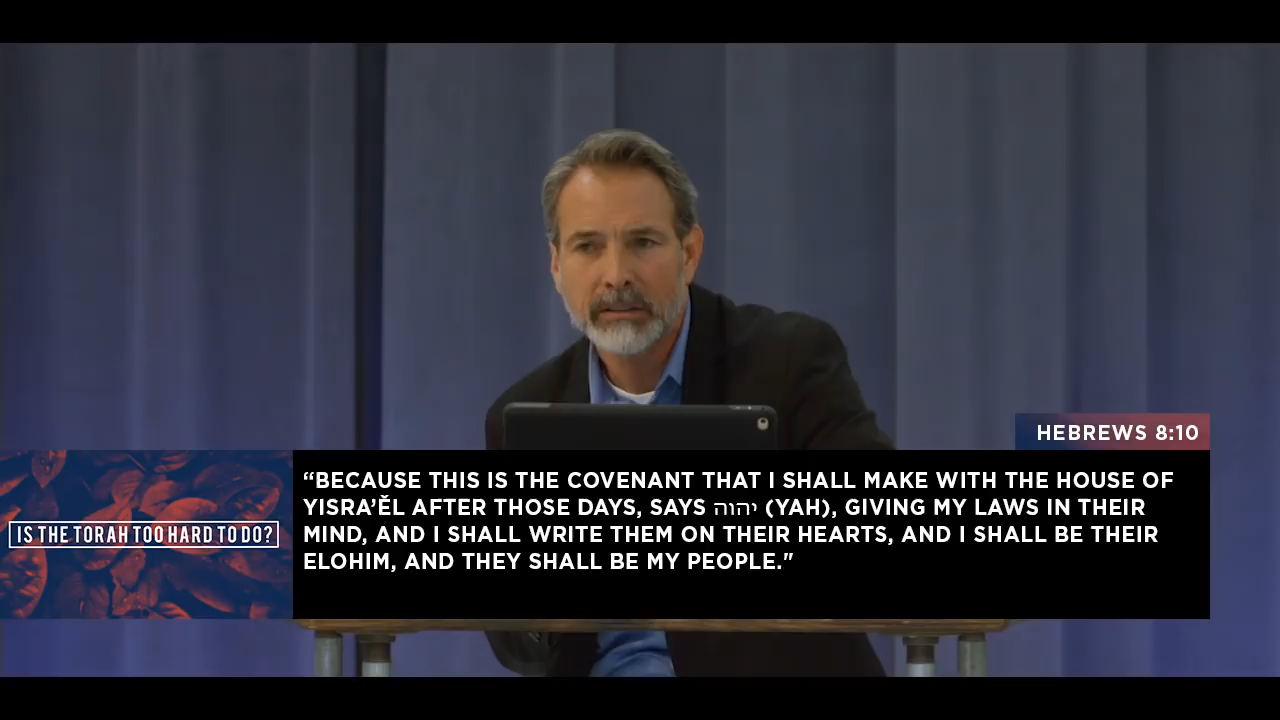 HEBREWS 8:10
IS THE TORAH TOO HARD TO DO?
“BECAUSE THIS IS THE COVENANT THAT I SHALL MAKE WITH THE HOUSE OF
YISRA’ĚL AFTER THOSE DAYS, SAYS יהוה (YAH), GIVING MY LAWS IN THEIR
MIND, AND I SHALL WRITE THEM ON THEIR HEARTS, AND I SHALL BE THEIR
ELOHIM, AND THEY SHALL BE MY PEOPLE."